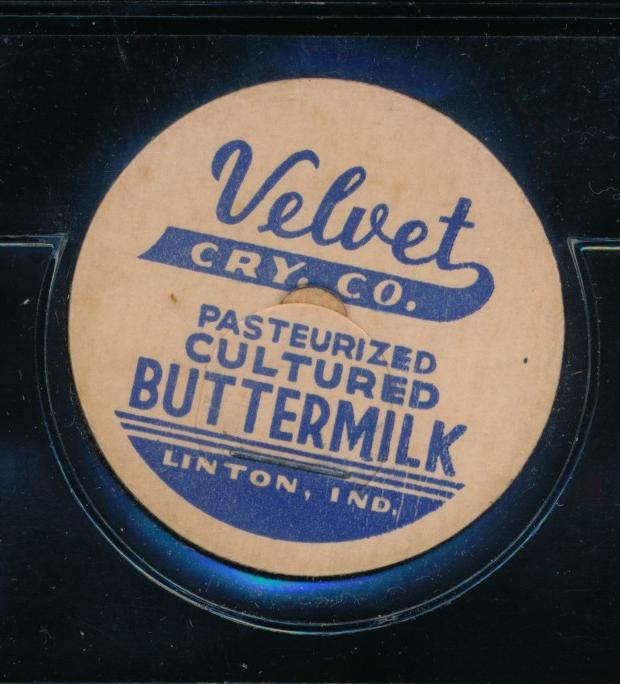 Velvet
CRY. CO.
PASTEURIZED
CULTURED
BUTTERMILK
LINTON, IND.